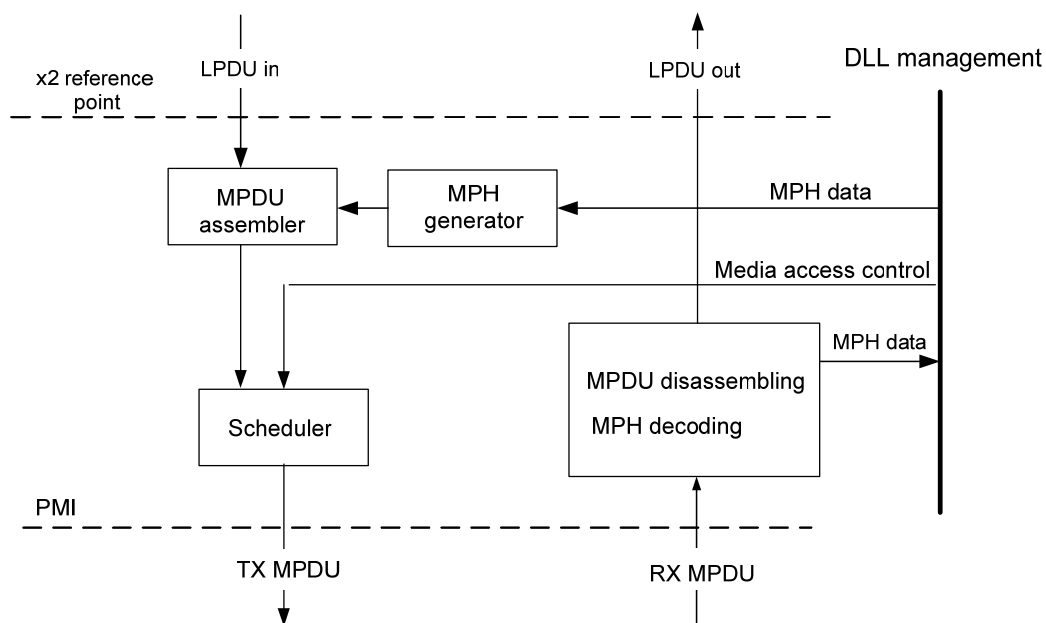 LPDU in
LPDU out
DLL management
x2 reference
point
MPDU
assembler
MPH
generator
MPH data
Media access control
MPH data
MPDU disassembling
MPH decoding
Scheduler
PMI
TX MPDU
RX MPDU